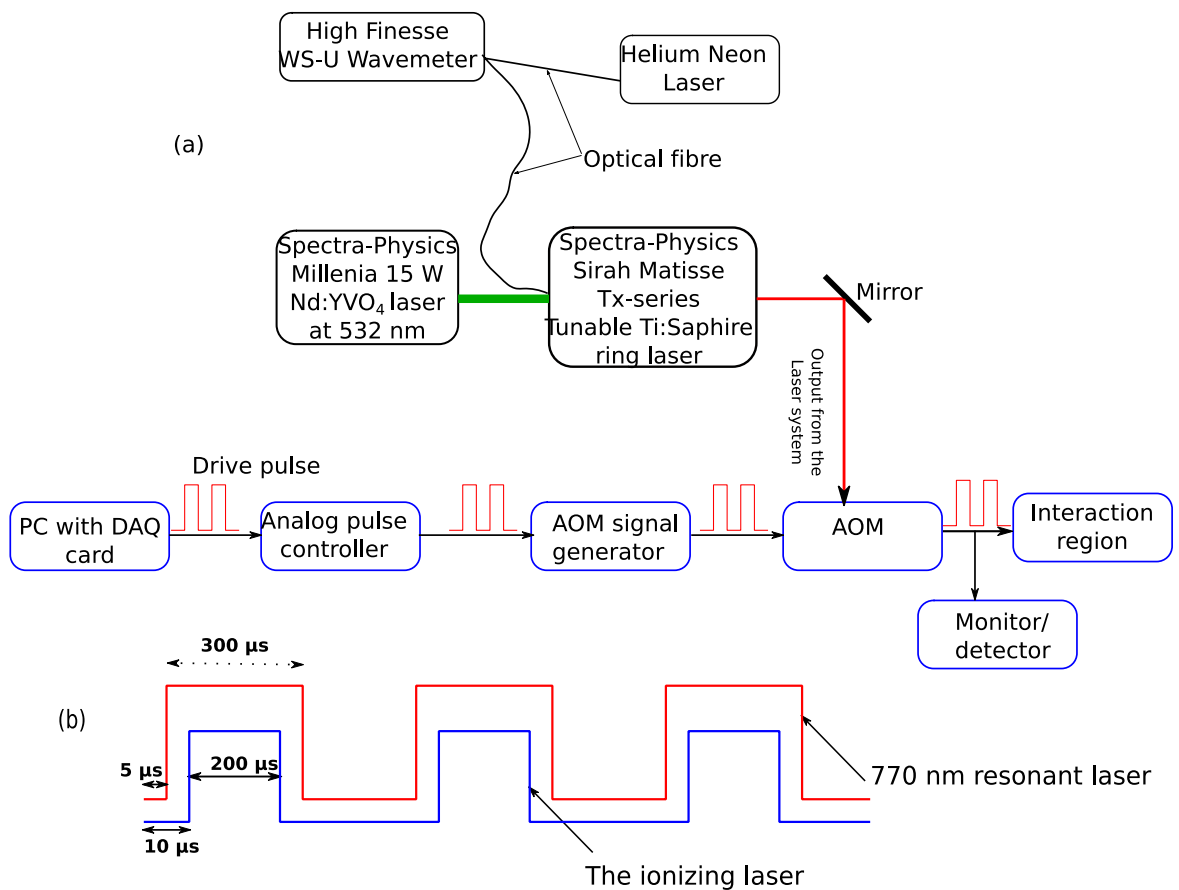 High Finesse
WS-U Wavemeter
Helium Neon
Laser
(a)
Optical fibre
Spectra-Physics
Millenia 15 W
Nd:YVO₄ laser
at 532 nm
Spectra-Physics
Sirah Matisse
Tx-series
Tunable Ti:Saphire
ring laser
Mirror
Output from the
Laser system
Drive pulse
PC with DAQ
card
Analog pulse
controller
AOM signal
generator
AOM
Interaction
region
Monitor/
detector
300 μs
(b)
5 μs
200 μs
770 nm resonant laser
10 μs
The ionizing laser